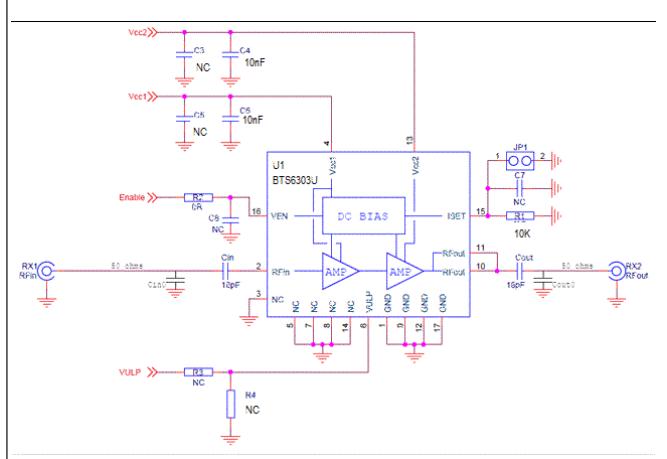 Vcc2
C3
C4
NC
10nF
Vcc1
C5
C6
NC
10nF
4
13
JP1
U1
BTS6303U
Vcc1
Vcc2
1
2
C7
NC
Enable
R2
0R
16
VEN
DC BIAS
ISET
15
R1
10K
C8
NC
11
RFout
RX1
RFin
50 ohms
Cin
2
RFin
AMP
AMP
RFout
10
Cout
50 ohms
RX2
RFout
Cin0
18pF
3
NC
18pF
Cout0
NC
NC
NC
NC
VULP
GND
GND
GND
GND
5
7
8
14
6
1
9
12
17
VULP
R3
NC
R4
NC